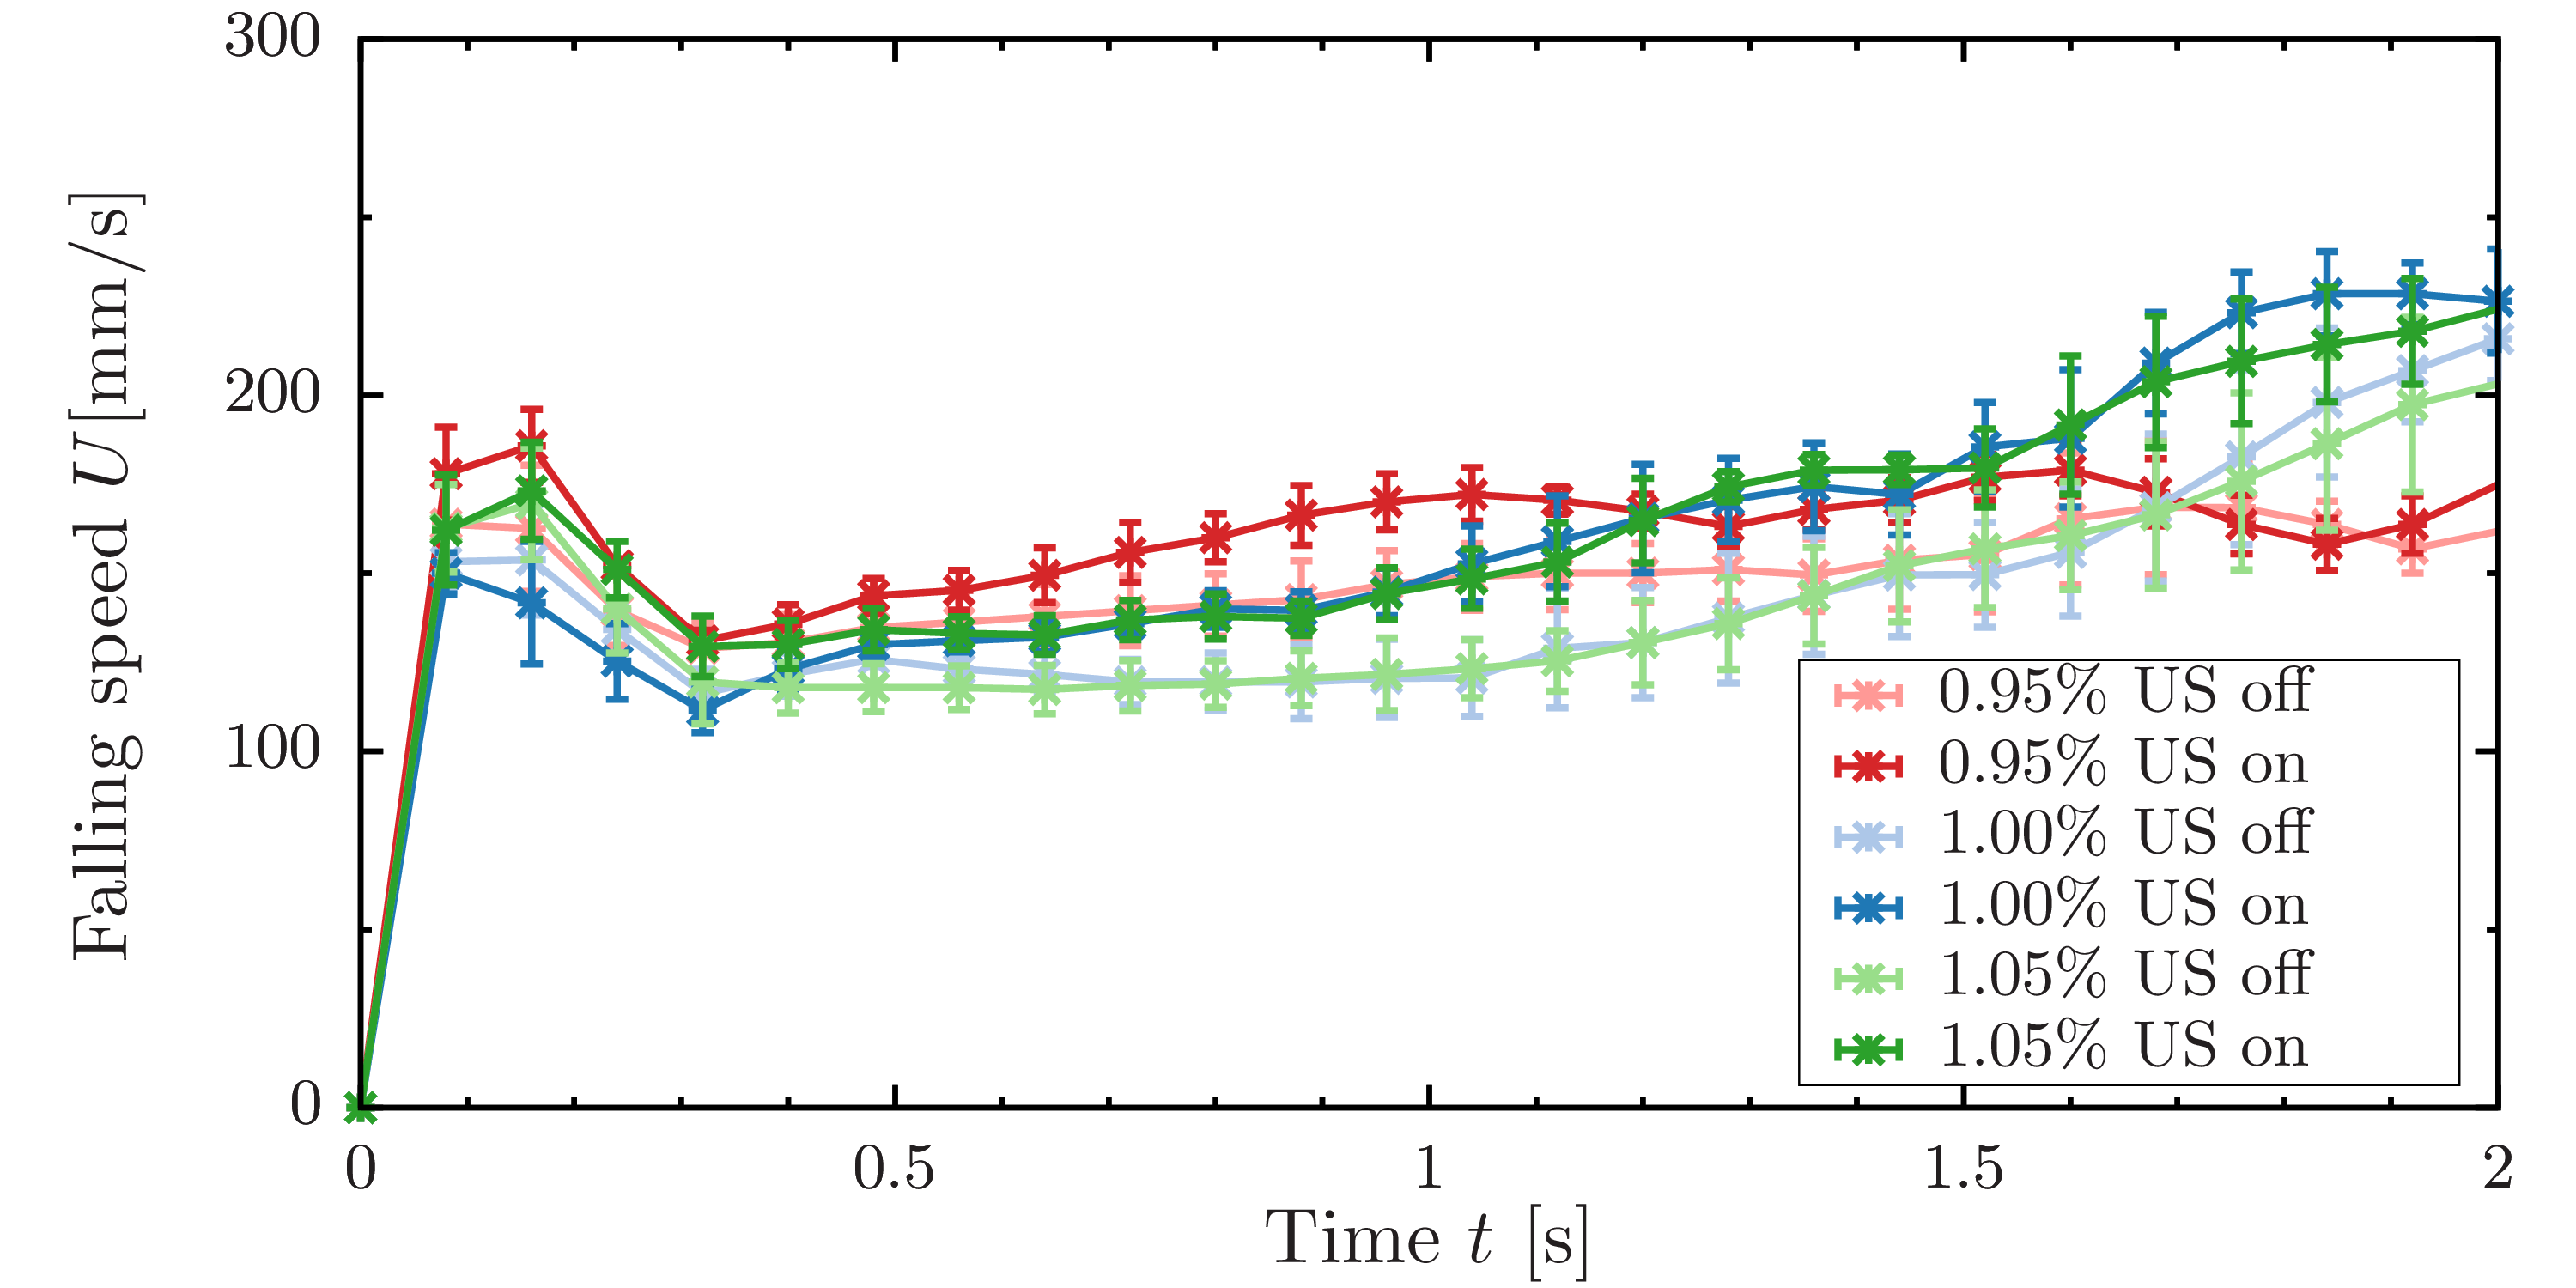 300
200
100
0
Falling speed U[mm/s]
0
0.5
1
1.5
2
Time t [s]
0.95% US off
0.95% US on
1.00% US off
1.00% US on
1.05% US off
1.05% US on